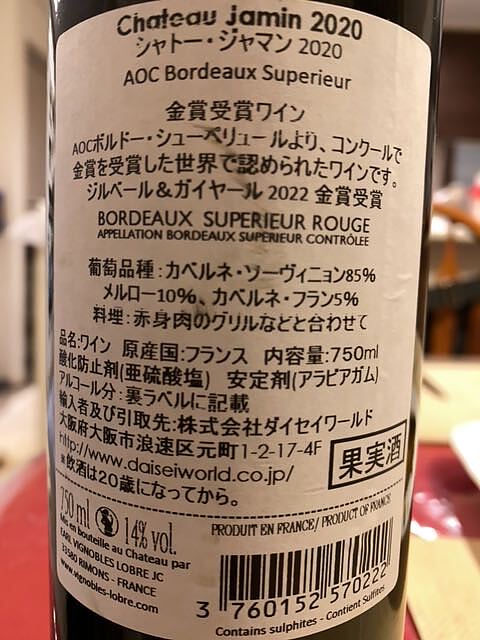 Chateau Jamin 2020
シャトー・ジャマン 2020
AOC Bordeaux Superieur
金賞受賞ワイン
AOCボルドー・シューペリュールより、コンクールで
金賞を受賞した世界で認められたワインです。
ジルベール＆ガイヤール 2022 金賞受賞
BORDEAUX SUPERIEUR ROUGE
APPELLATION BORDEAUX SUPERIEUR CONTRÔLEE
葡萄品種：カベルネ・ソーヴィニョン85%
メルロー10%、カベルネ・フラン5%
料理：赤身肉のグリルなどと合わせて
品名:ワイン 原産国:フランス 内容量:750ml
酸化防止剤(亜硫酸塩) 安定剤(アラビアガム)
アルコール分：裏ラベルに記載
輸入者及び引取先:株式会社ダイセイワールド
大阪府大阪市浪速区元町1-2-17-4F
http://www.daiseiworld.co.jp/
※飲酒は20歳になってから。
果実酒
750 ml 14% vol.
Mis en bouteille au Chateau par
EARL VIGNOBLES LOBRE JC
33580 RIMONS - FRANCE
www.vignobles-lobre.com
PRODUIT EN FRANCE/ PRODUCT OF FRANCE
3 760152 570222
Contains sulphites - Contient Sulfites